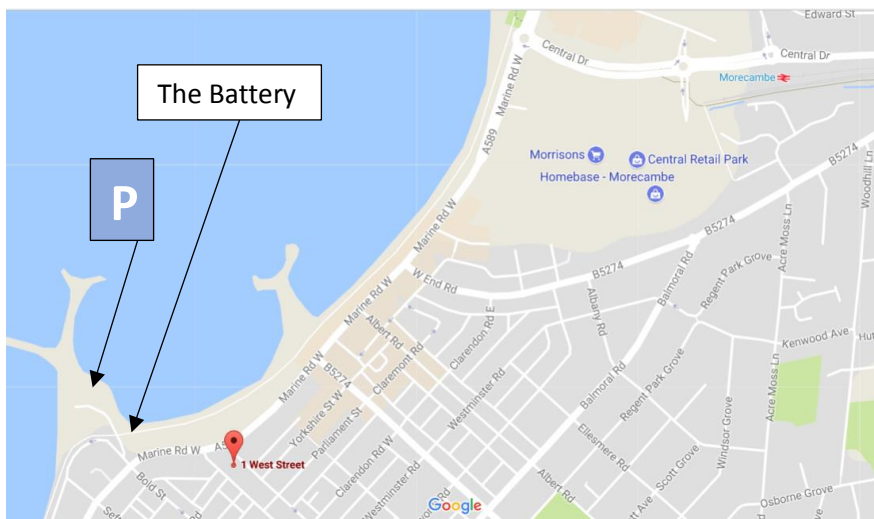 Edward St
Central Dr
Central Dr
Morecambe
The Battery
Marine Rd W
A589
Morrisons
Central Retail Park
Homebase - Morecambe
B5274
Woodhill Ln
P
Marine Rd W
B5274
Acre Moss Ln
Regent Park Grove
W End Rd
B5274
Balmoral Rd
Marine Rd W
Albany Rd
Marine Rd W
Albert Rd
Clarendon Rd E
Kenwood Ave
Claremont Rd
Marine Rd W
B5274
Westminster Rd
Balmoral Rd
Regent Park Grove
Acre Moss Ln
Yorkshire St W
Parliament St
Windsor Grove
Ellesmere Rd
Marine Rd W
1 West Street
Clarendon Rd W
Scott Grove
Bold St
Westminster Rd
Albert Rd
Osborne Grove
Google